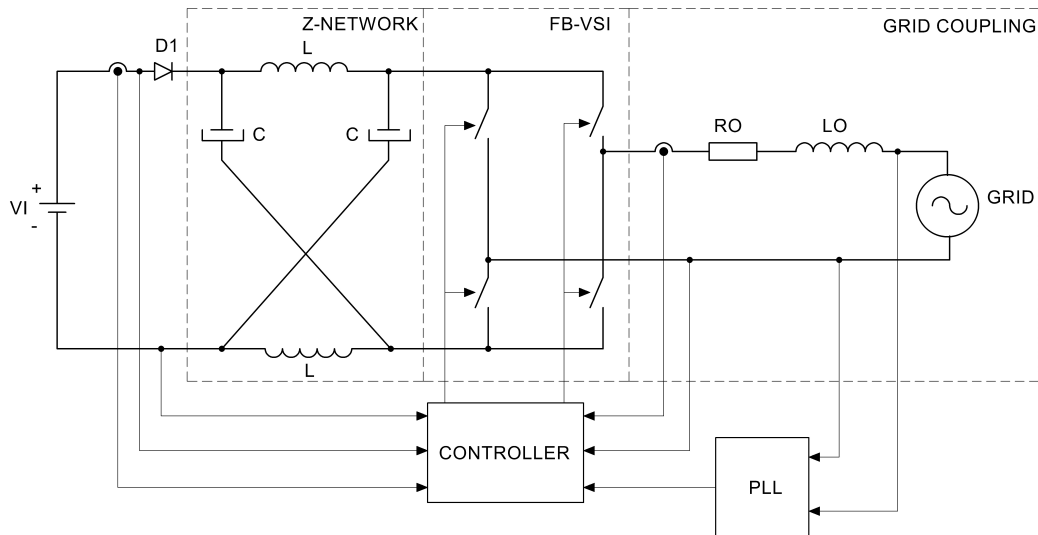 Z-NETWORK
FB-VSI
GRID COUPLING
D1
L
C
C
RO
LO
+
VI
-
GRID
L
CONTROLLER
PLL